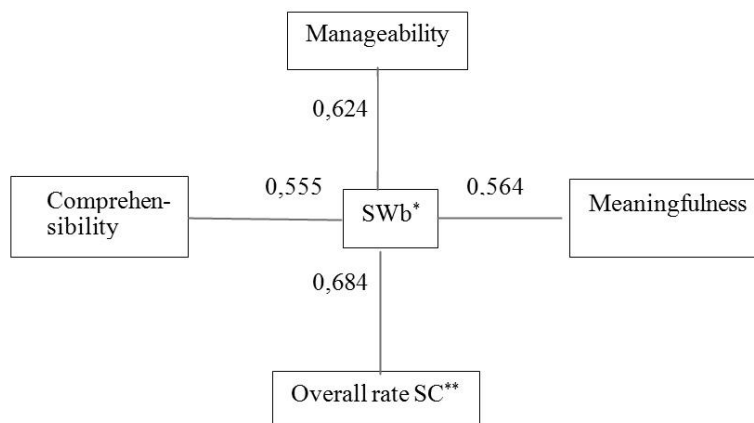 Manageability
0,624
Comprehen-
sibility
0,555
SWb*
0.564
Meaningfulness
0,684
Overall rate SC**